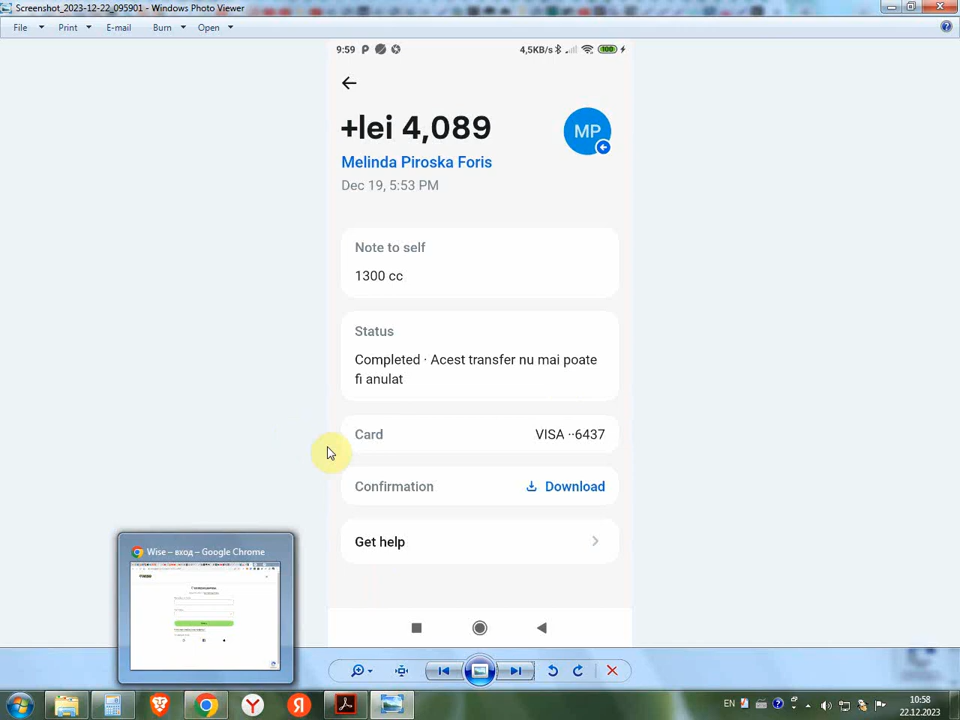 Screenshot_2023-12-22_095901 - Windows Photo Viewer
File Print E-mail Burn Open
9:59 4,5KB/s 100
+lei 4,089
MP
Melinda Piroska Foris
Dec 19, 5:53 PM
Note to self
1300 cc
Status
Completed · Acest transfer nu mai poate
fi anulat
Card VISA ··6437
Confirmation Download
Get help
Wise – вход – Google Chrome
EN 10:58
22.12.2023